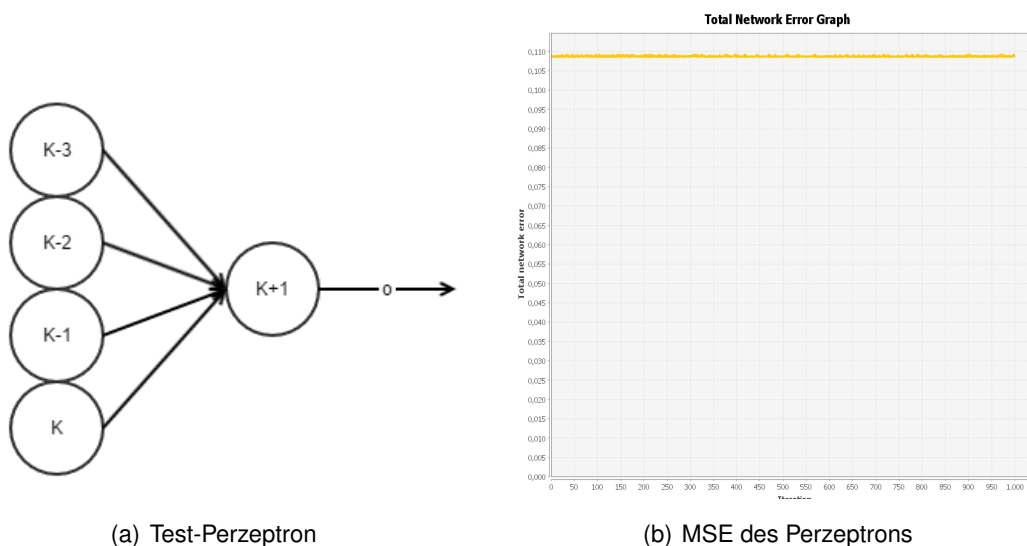 K-3
K-2
K-1
K
K+1
o
(a) Test-Perzeptron
Total Network Error Graph
Total network error
0,110
0,105
0,100
0,095
0,090
0,085
0,080
0,075
0,070
0,065
0,060
0,055
0,050
0,045
0,040
0,035
0,030
0,025
0,020
0,015
0,010
0,005
0,000
0 50 100 150 200 250 300 350 400 450 500 550 600 650 700 750 800 850 900 950 1.000
Iteration
(b) MSE des Perzeptrons